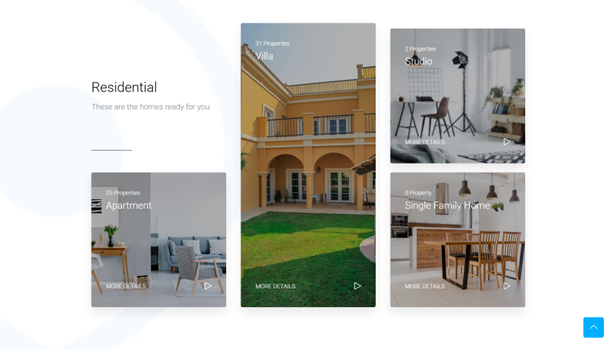 Residential
These are the homes ready for you
25 Properties
Apartment
MORE DETAILS
31 Properties
Villa
MORE DETAILS
2 Properties
Studio
MORE DETAILS
0 Property
Single Family Home
MORE DETAILS